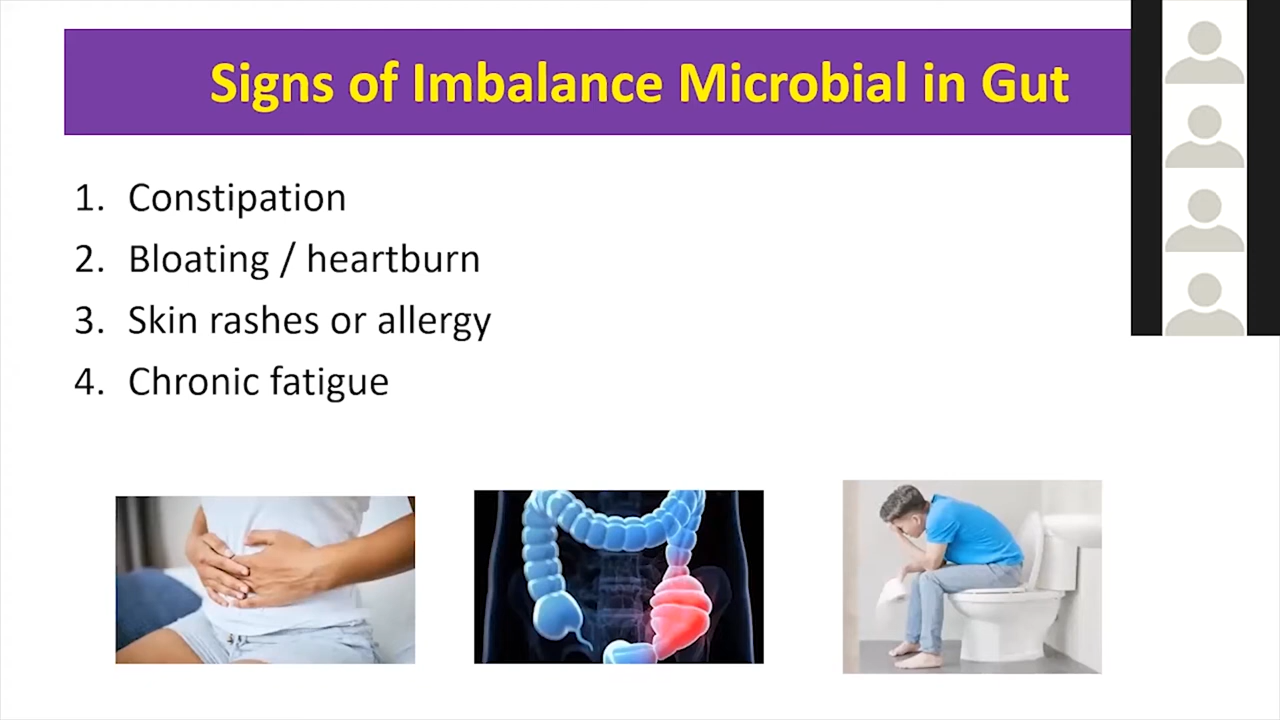 Signs of Imbalance Microbial in Gut
1. Constipation
2. Bloating / heartburn
3. Skin rashes or allergy
4. Chronic fatigue